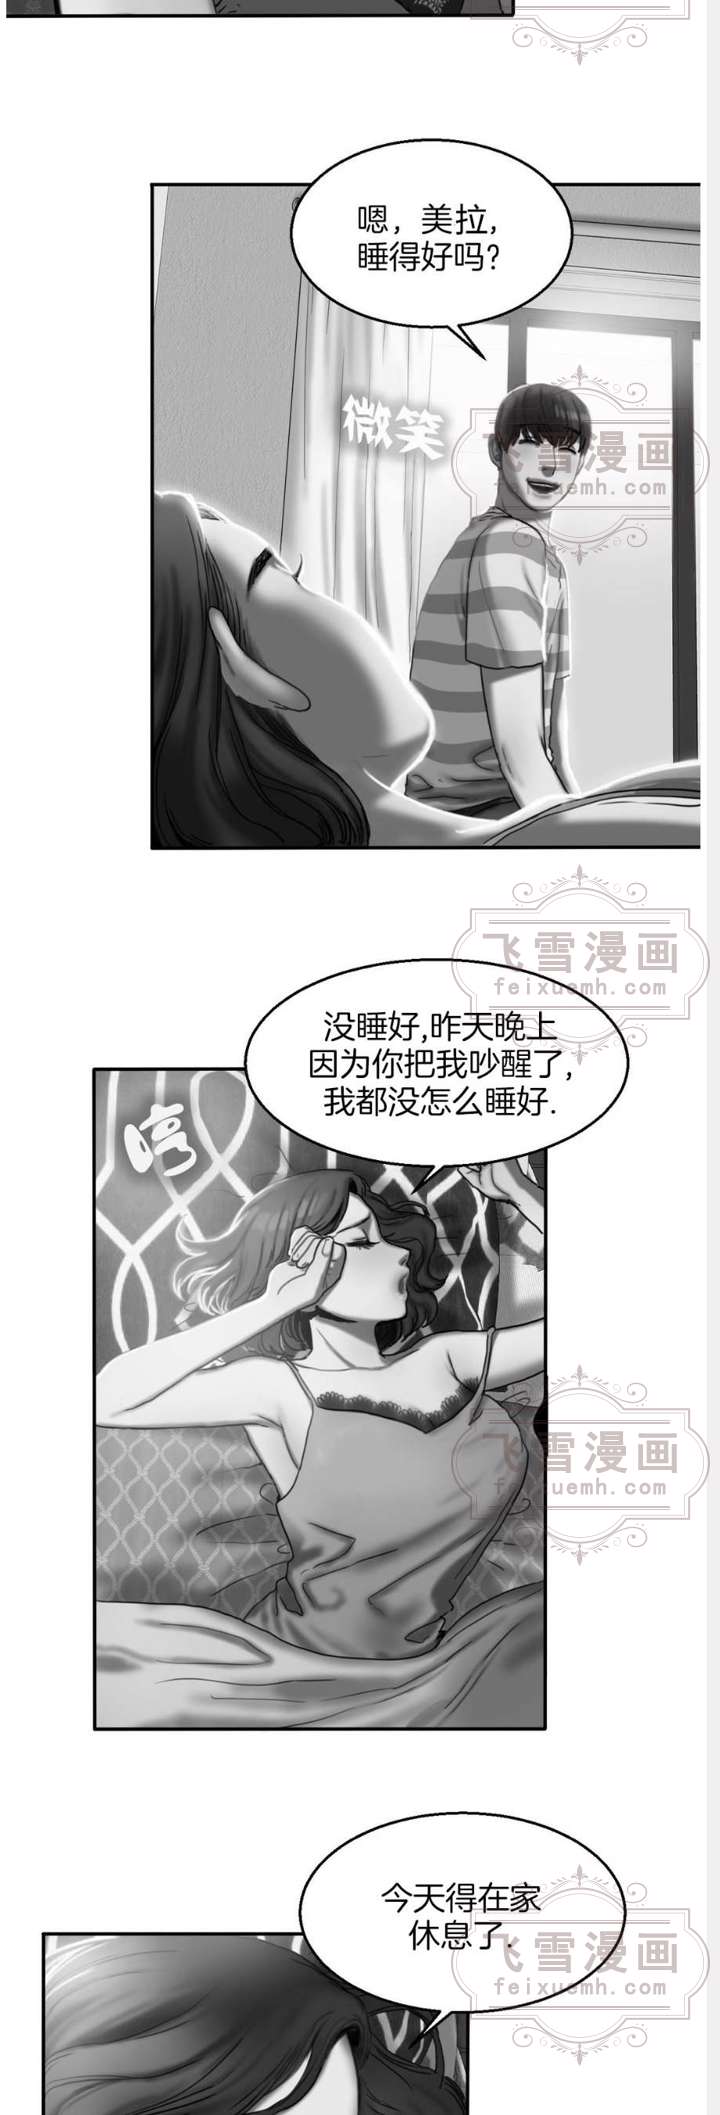 嗯，美拉，
睡得好吗?
微笑
飞雪漫画
feixuemh.com
飞雪漫画
feixuemh.com
没睡好,昨天晚上
因为你把我吵醒了,
我都没怎么睡好.
哼
飞雪漫画
feixuemh.com
今天得在家
休息了.
飞雪漫画
feixuemh.com